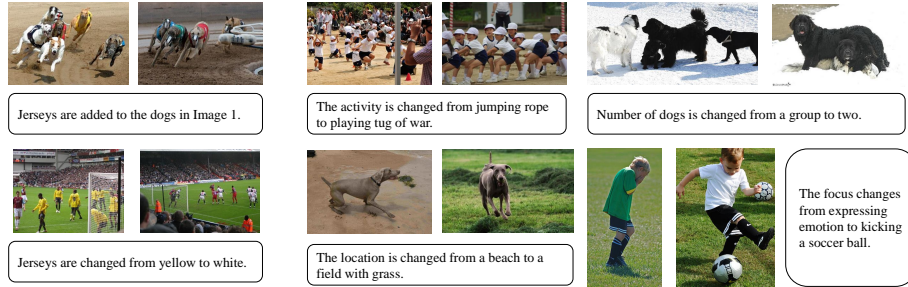 Jerseys are added to the dogs in Image 1.
The activity is changed from jumping rope
to playing tug of war.
Number of dogs is changed from a group to two.
Jerseys are changed from yellow to white.
The location is changed from a beach to a
field with grass.
The focus changes
from expressing
emotion to kicking
a soccer ball.